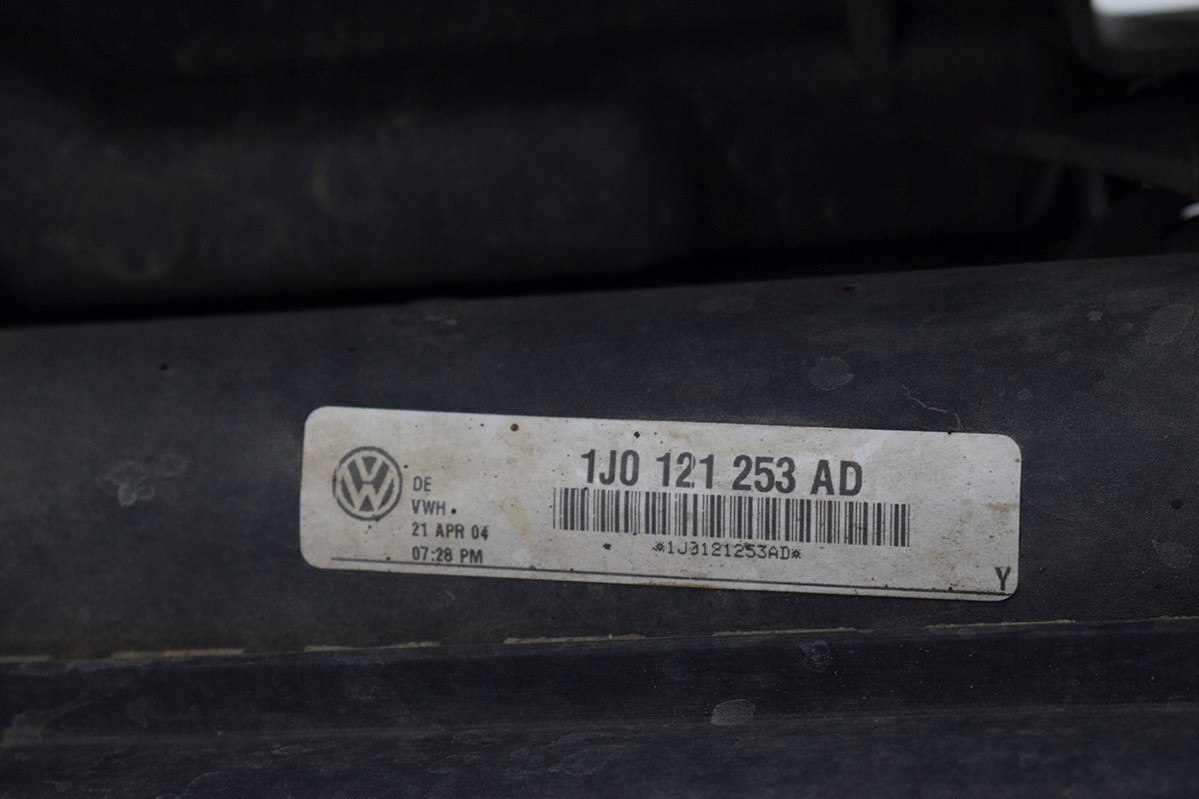 1J0 121 253 AD
DE
VWH
21 APR 04
07:28 PM
*1J0121253AD*
Y